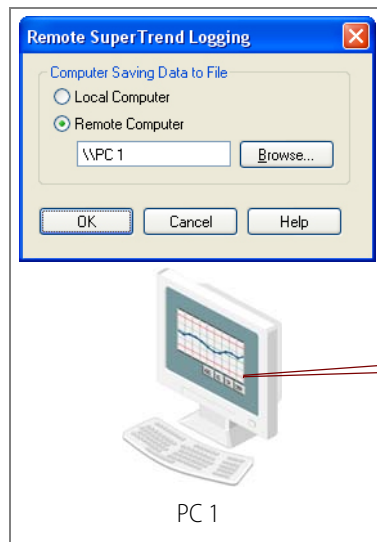 Remote SuperTrend Logging
Computer Saving Data to File
Local Computer
Remote Computer
\\PC 1
Browse...
OK Cancel Help
PC 1